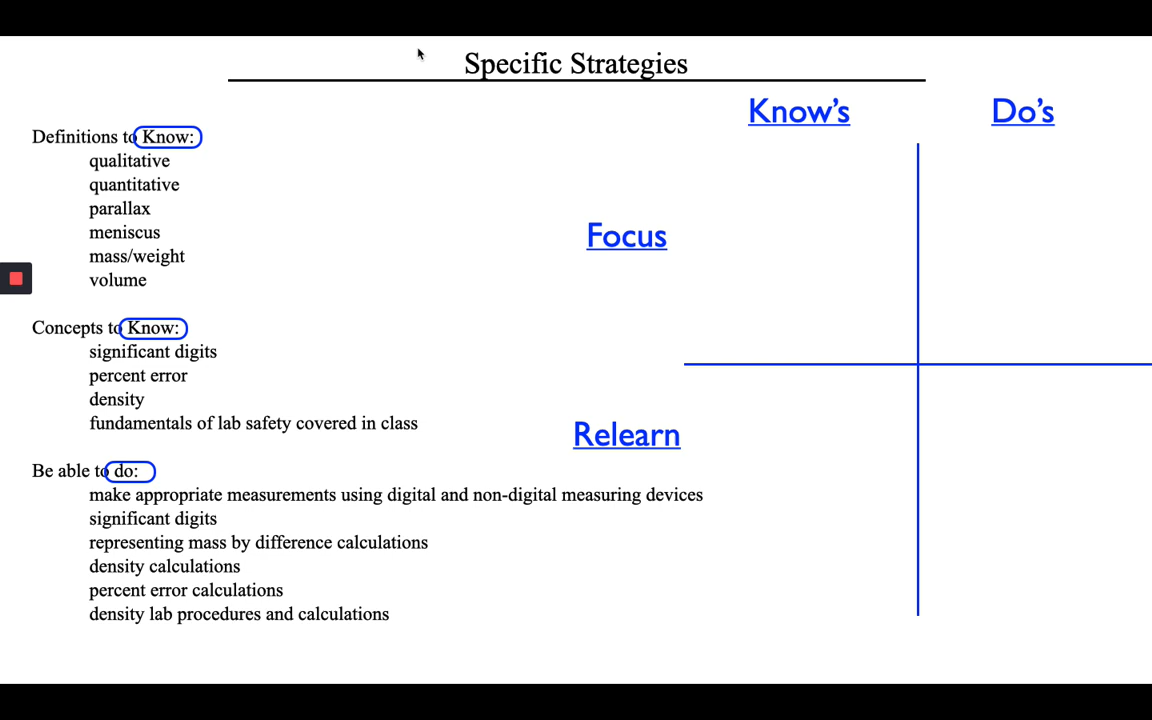 Specific Strategies
Know's
Do's
Definitions to Know:
qualitative
quantitative
parallax
meniscus
mass/weight
volume
Focus
Concepts to Know:
significant digits
percent error
density
fundamentals of lab safety covered in class
Relearn
Be able to do:
make appropriate measurements using digital and non-digital measuring devices
significant digits
representing mass by difference calculations
density calculations
percent error calculations
density lab procedures and calculations